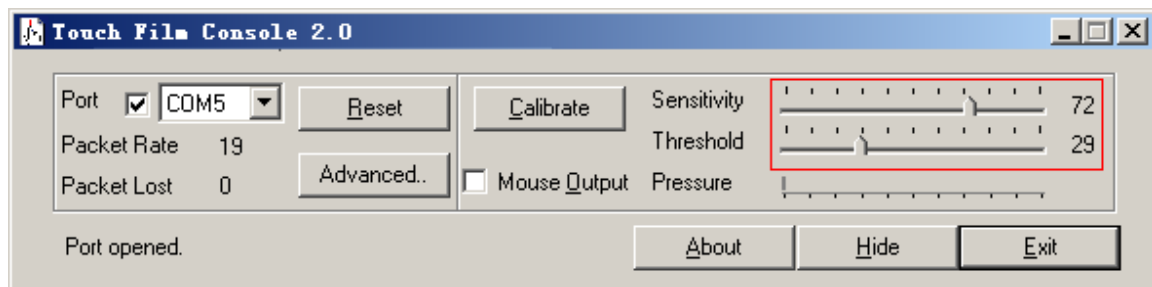 Touch Film Console 2.0
Port COM5 Reset Calibrate Sensitivity 72
Packet Rate 19 Threshold 29
Packet Lost 0 Advanced.. Mouse Output Pressure
Port opened. About Hide Exit